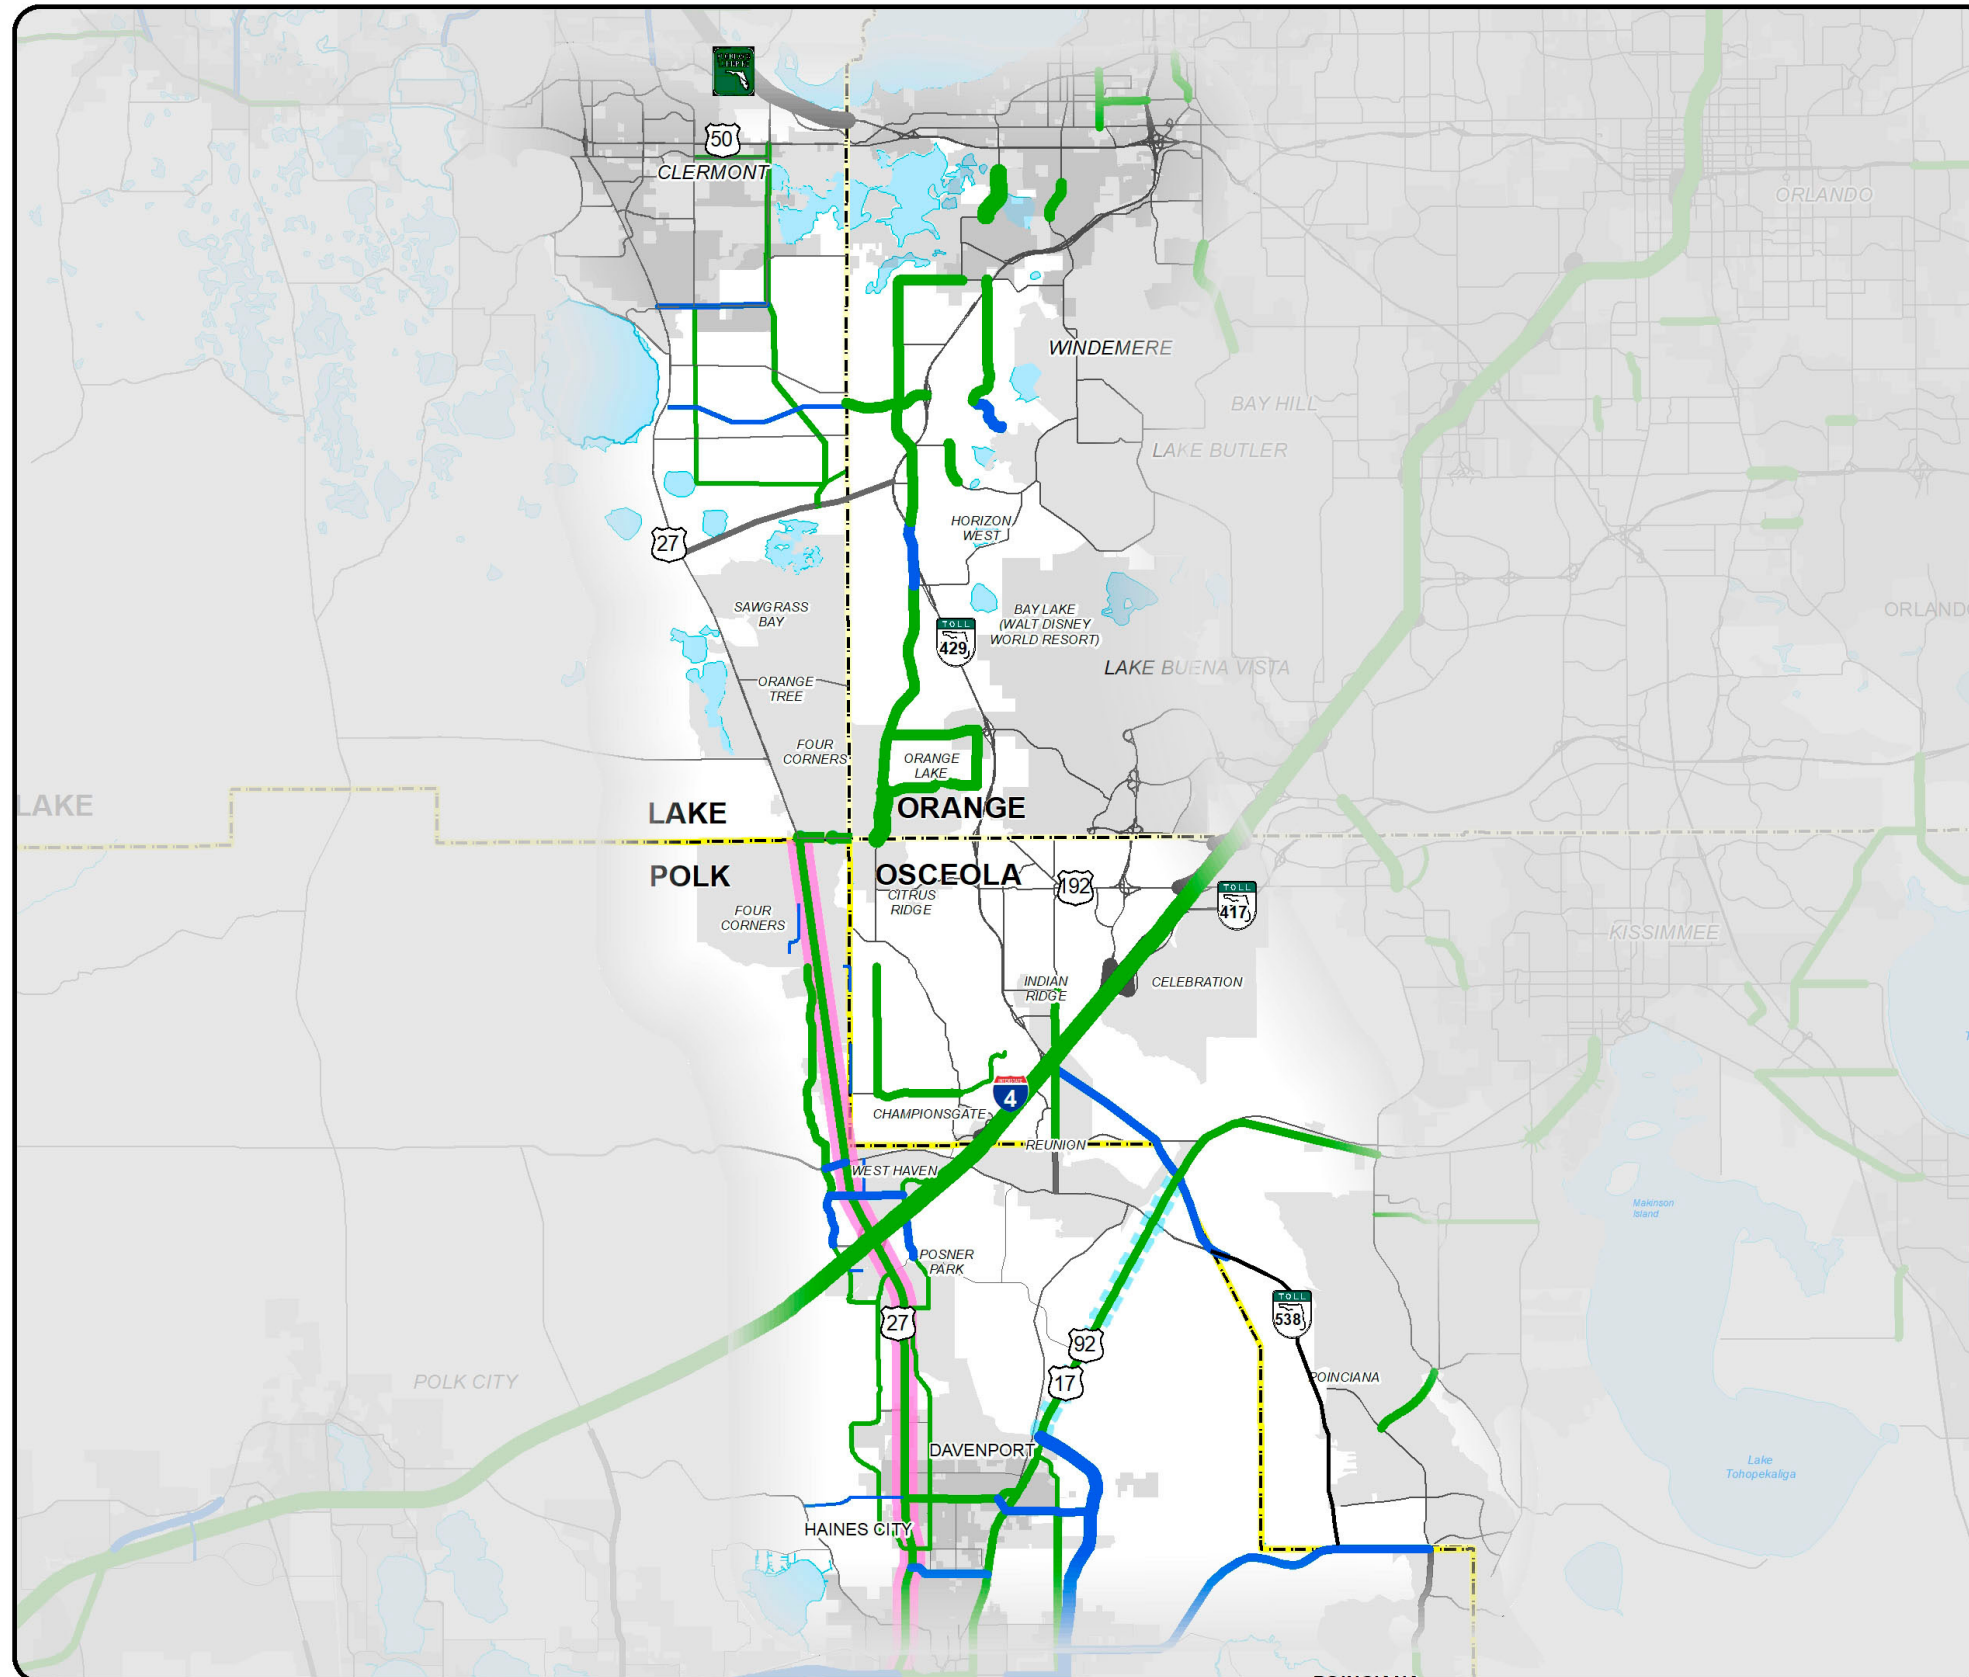 50
CLERMONT
ORLANDO
WINDEMERE
BAY HILL
LAKE BUTLER
HORIZON
WEST
27
SAWGRASS
BAY
BAY LAKE
(WALT DISNEY
WORLD RESORT)
ORLANDO
TOLL
429
LAKE BUENA VISTA
ORANGE
TREE
FOUR
CORNERS
ORANGE
LAKE
LAKE
LAKE
ORANGE
POLK
OSCEOLA
192
CITRUS
RIDGE
TOLL
417
FOUR
CORNERS
KISSIMMEE
INDIAN
RIDGE
CELEBRATION
4
CHAMPIONSGATE
REUNION
WEST HAVEN
Makinson
Island
POSNER
PARK
TOLL
538
27
92
17
POLK CITY
POINCIANA
DAVENPORT
Lake
Tohopekaliga
HAINES CITY